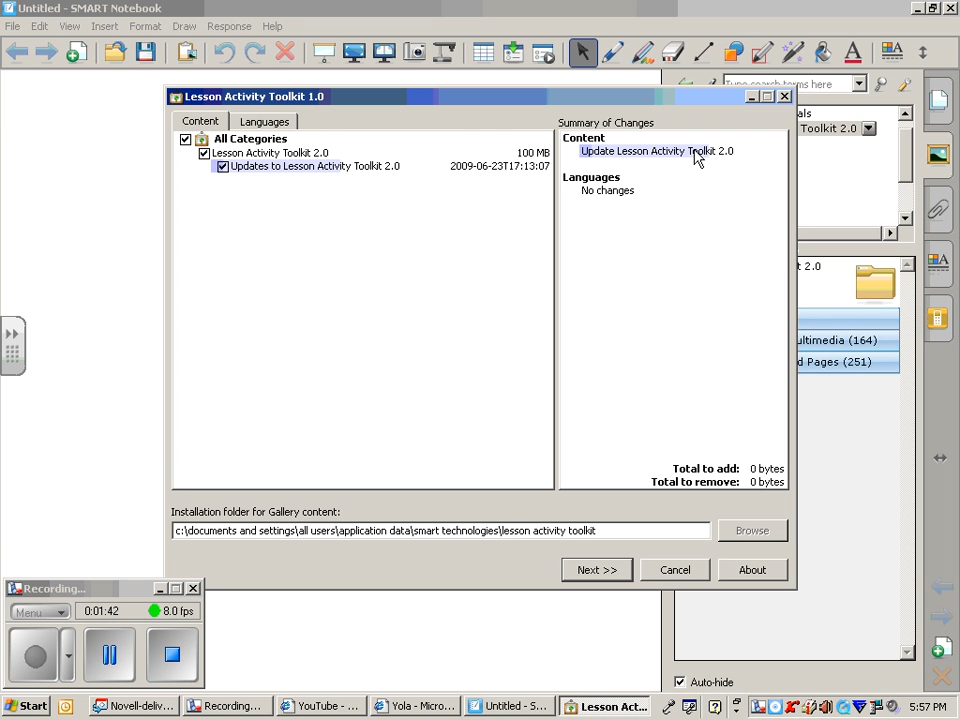 Untitled - SMART Notebook
File Edit View Insert Format Draw Response Help
Type search terms here
Lesson Activity Toolkit 1.0
Content Languages
Summary of Changes
All Categories
Lesson Activity Toolkit 2.0 100 MB
Updates to Lesson Activity Toolkit 2.0 2009-06-23T17:13:07
Content
Update Lesson Activity Toolkit 2.0
Languages
No changes
als
Toolkit 2.0
t 2.0
ultimedia (164)
d Pages (251)
Total to add: 0 bytes
Total to remove: 0 bytes
Installation folder for Gallery content:
c:\documents and settings\all users\application data\smart technologies\lesson activity toolkit
Browse
Next >> Cancel About
Recording...
Menu 0:01:42 8.0 fps
Auto-hide
Start Novell-deliv... Recording... YouTube - ... Yola - Micro... Untitled - S... Lesson Act... 5:57 PM